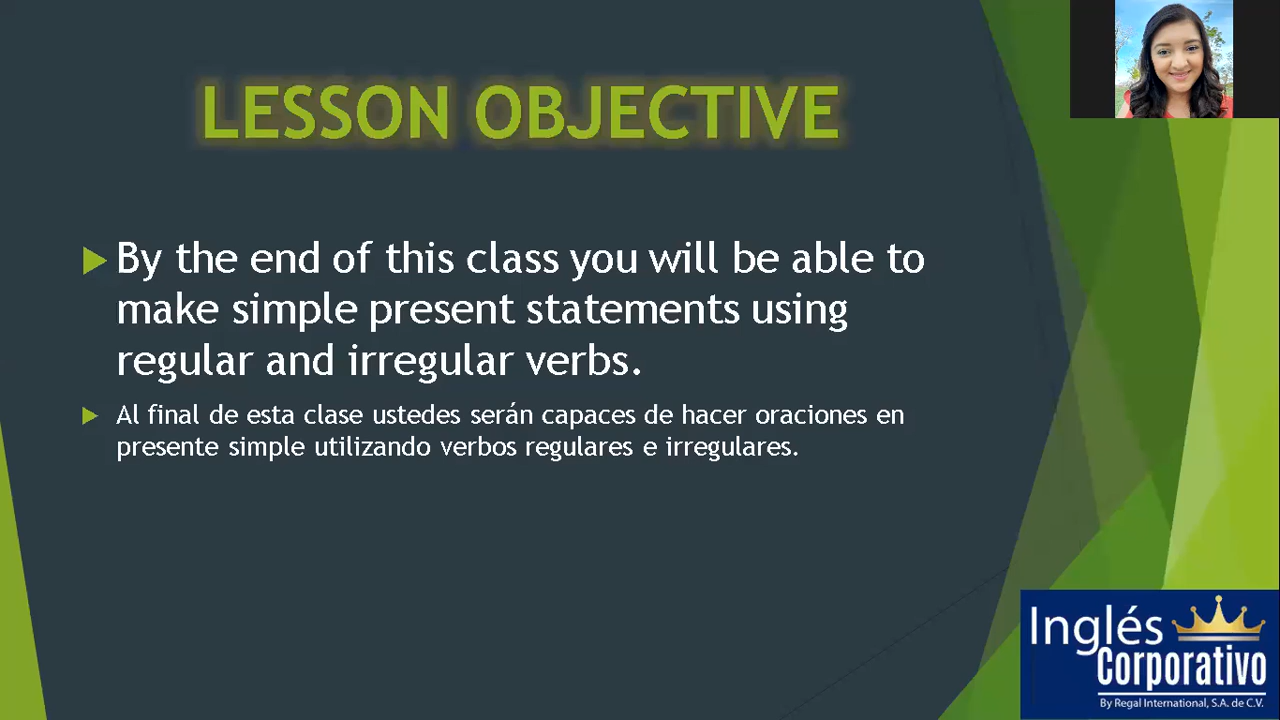 LESSON OBJECTIVE
By the end of this class you will be able to
make simple present statements using
regular and irregular verbs.
Al final de esta clase ustedes serán capaces de hacer oraciones en
presente simple utilizando verbos regulares e irregulares.
Inglés
Corporativo
By Regal International, S.A. de C.V.